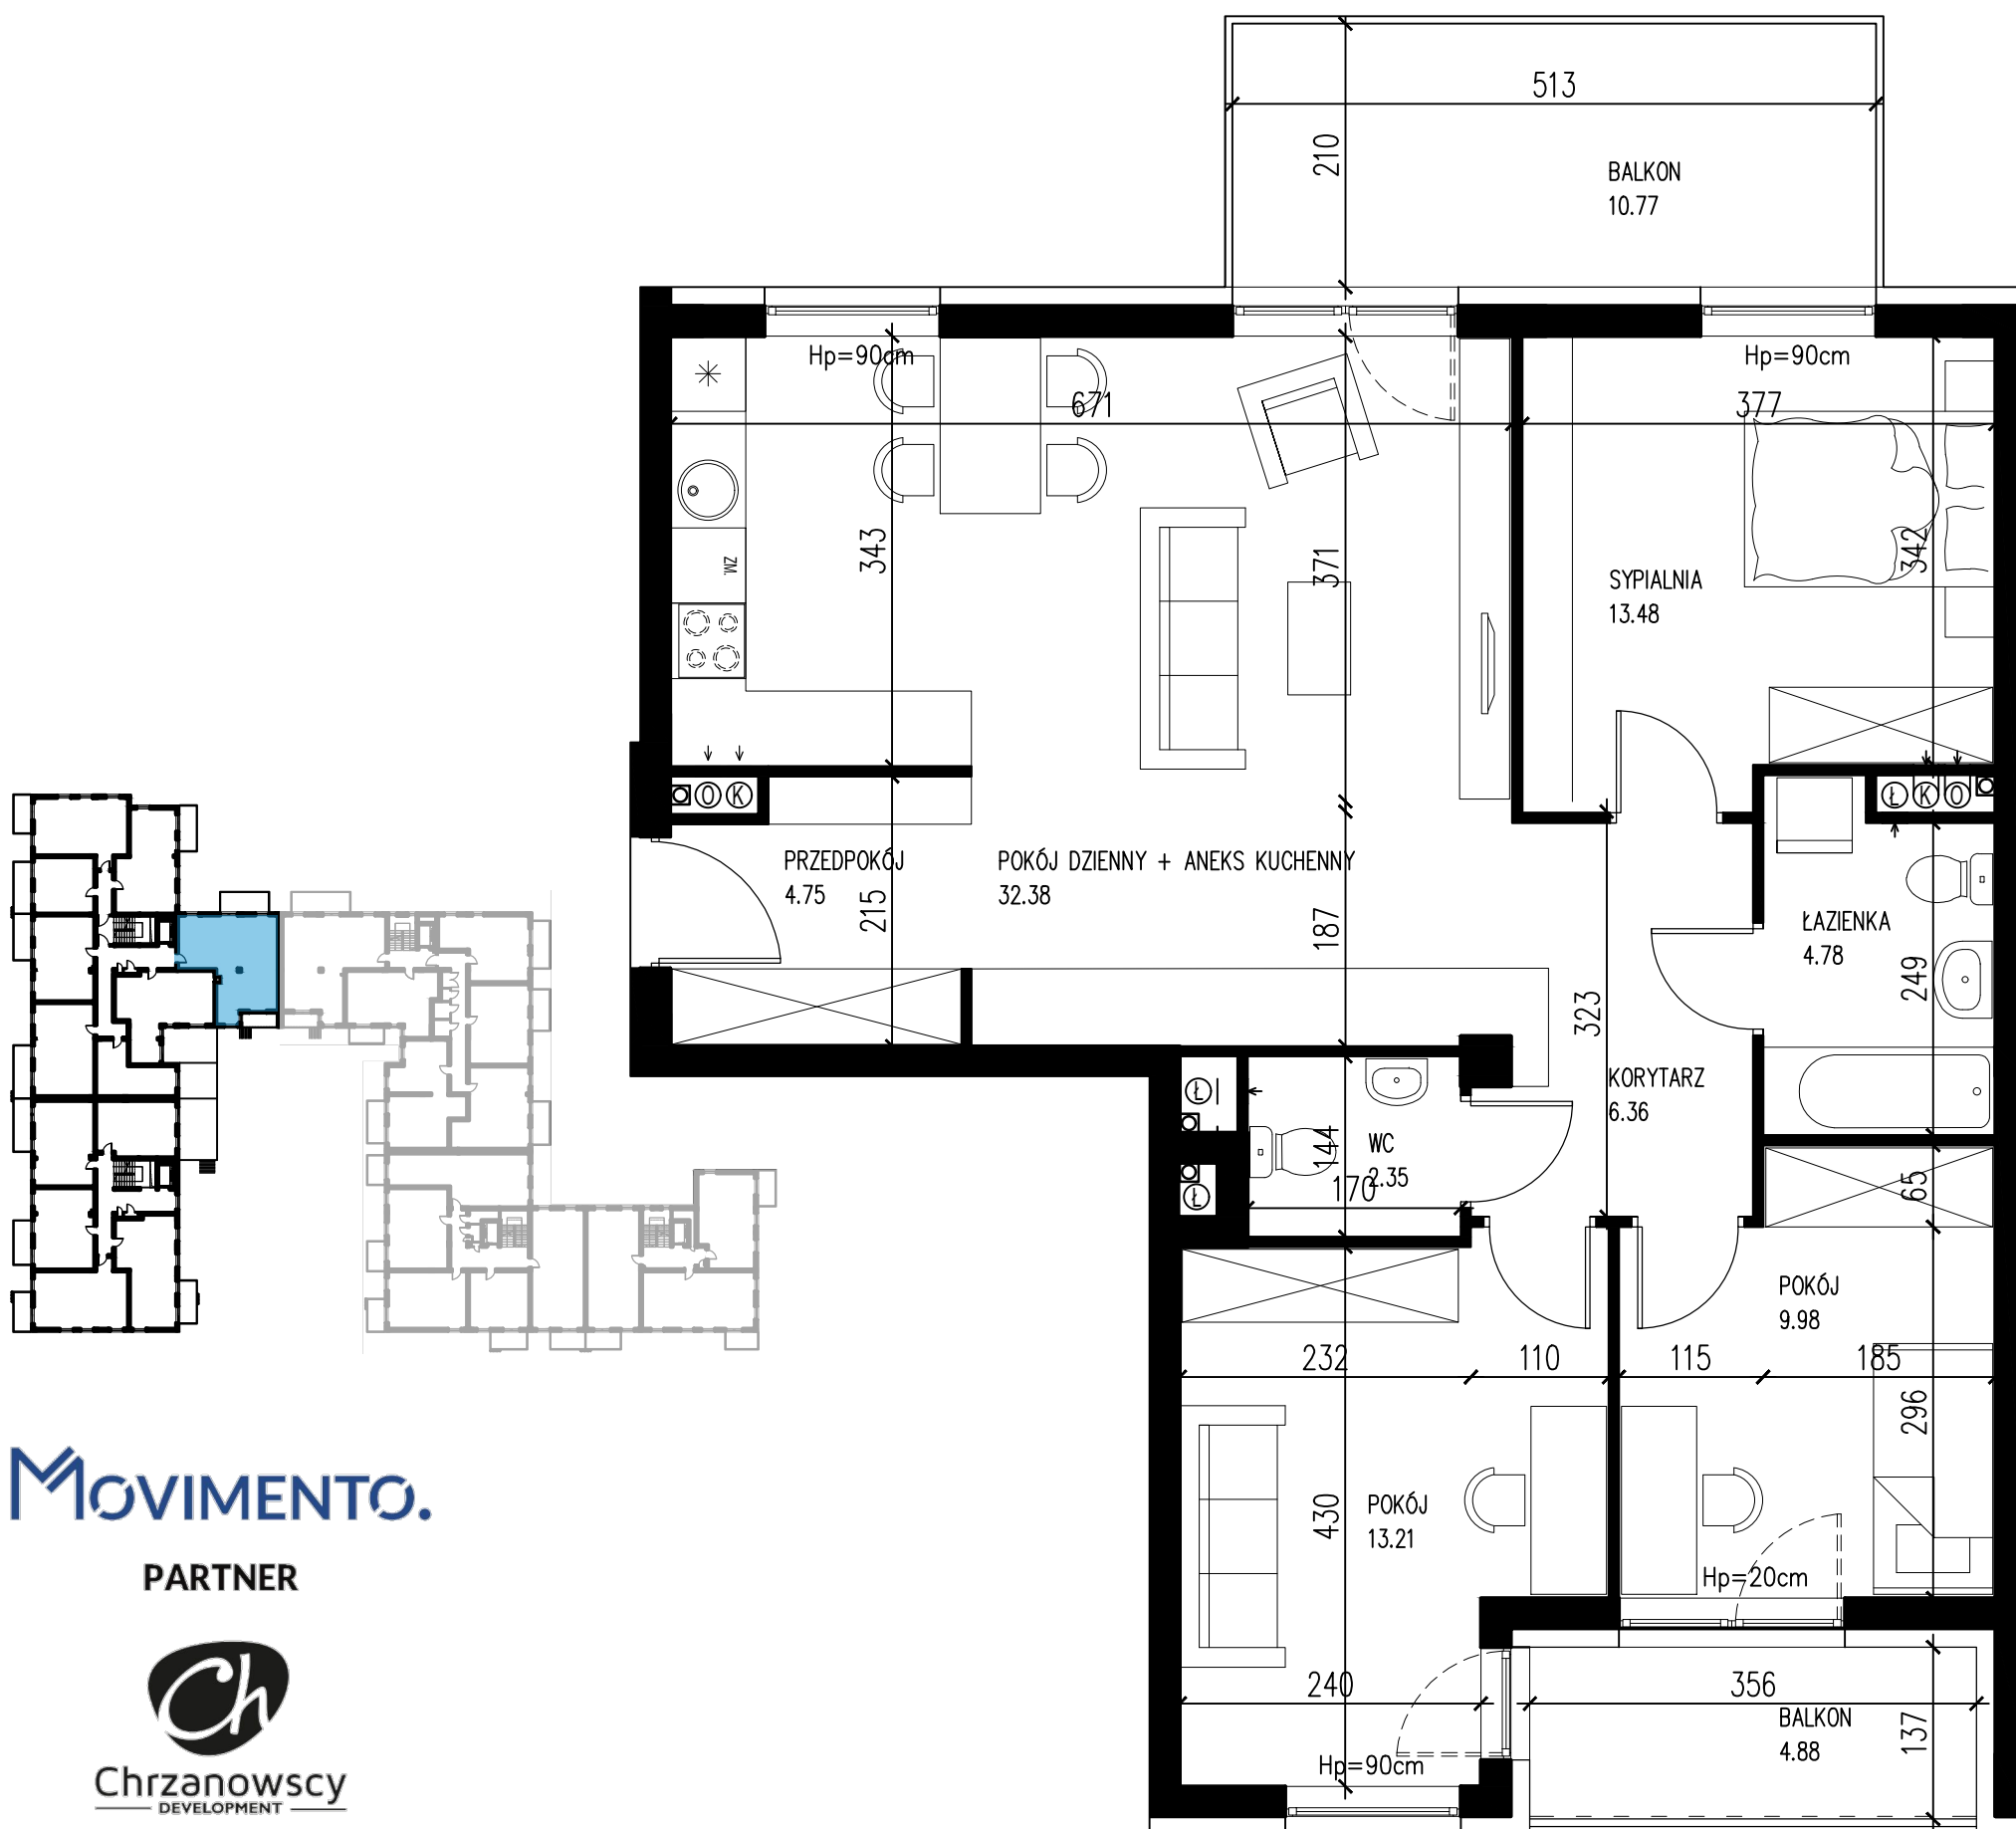 513
210
BALKON
10.77
Hp=90cm
Hp=90cm
671
377
343
371
342
ZM.
SYPIALNIA
13.48
O K
Ł K O
PRZEDPOKÓJ
4.75
POKÓJ DZIENNY + ANEKS KUCHENNY
32.38
215
187
ŁAZIENKA
4.78
249
323
KORYTARZ
6.36
Ł
WC
2.35
144
170
Ł
65
POKÓJ
9.98
232
110
115
185
296
POKÓJ
13.21
430
Hp=20cm
240
356
BALKON
4.88
137
Hp=90cm
MOVIMENTO.
PARTNER
Ch
Chrzanowscy
DEVELOPMENT